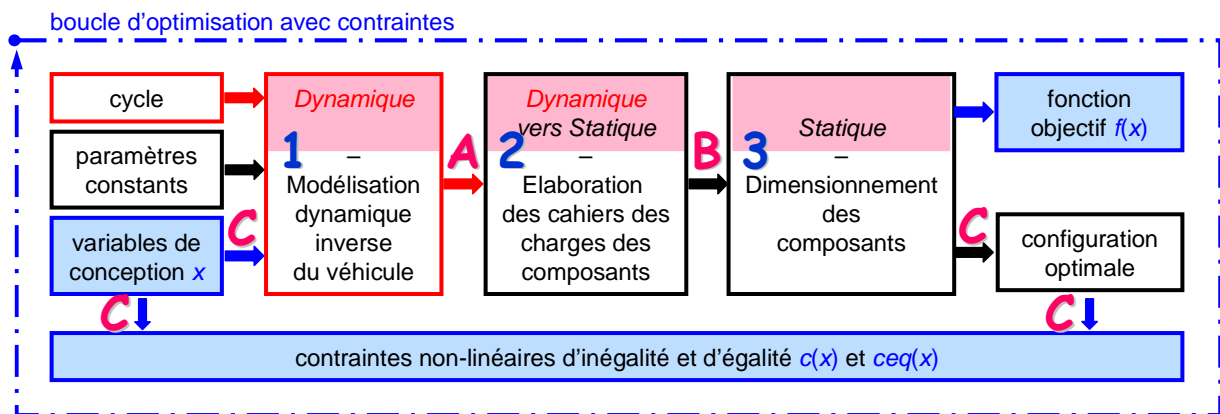 boucle d'optimisation avec contraintes
cycle
paramètres
constants
variables de
conception x
C
C
Dynamique
1
–
Modélisation
dynamique
inverse
du véhicule
A
Dynamique
vers Statique
2
–
Elaboration
des cahiers des
charges des
composants
B
Statique
3
–
Dimensionnement
des
composants
fonction
objectif f(x)
C
configuration
optimale
C
contraintes non-linéaires d'inégalité et d'égalité c(x) et ceq(x)